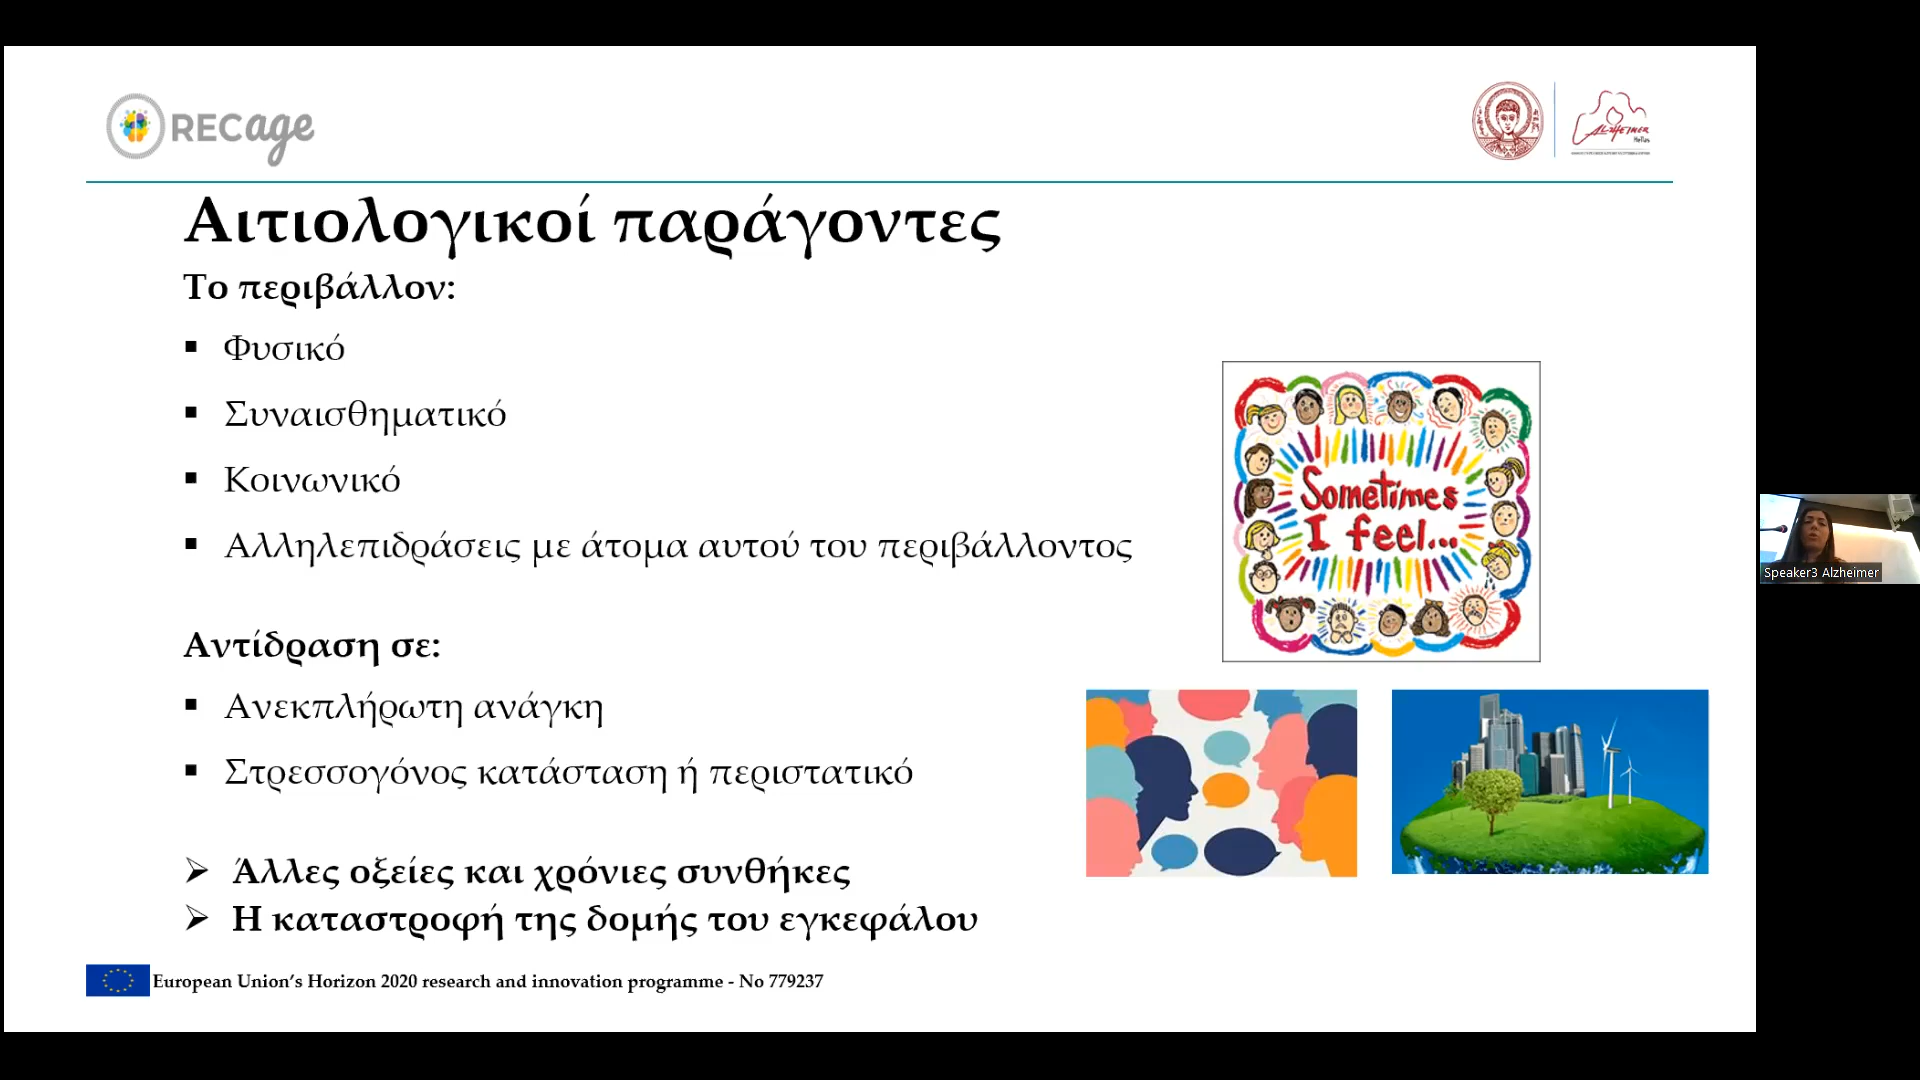 RECage
ALZHEIMER
Hellas
Αιτιολογικοί παράγοντες
Το περιβάλλον:
▪ Φυσικό
▪ Συναισθηματικό
▪ Κοινωνικό
▪ Αλληλεπιδράσεις με άτομα αυτού του περιβάλλοντος
Sometimes
I feel...
Αντίδραση σε:
▪ Ανεκπλήρωτη ανάγκη
▪ Στρεσσογόνος κατάσταση ή περιστατικό
➢ Άλλες οξείες και χρόνιες συνθήκες
➢ Η καταστροφή της δομής του εγκεφάλου
European Union’s Horizon 2020 research and innovation programme - No 779237
Speaker3 Alzheimer